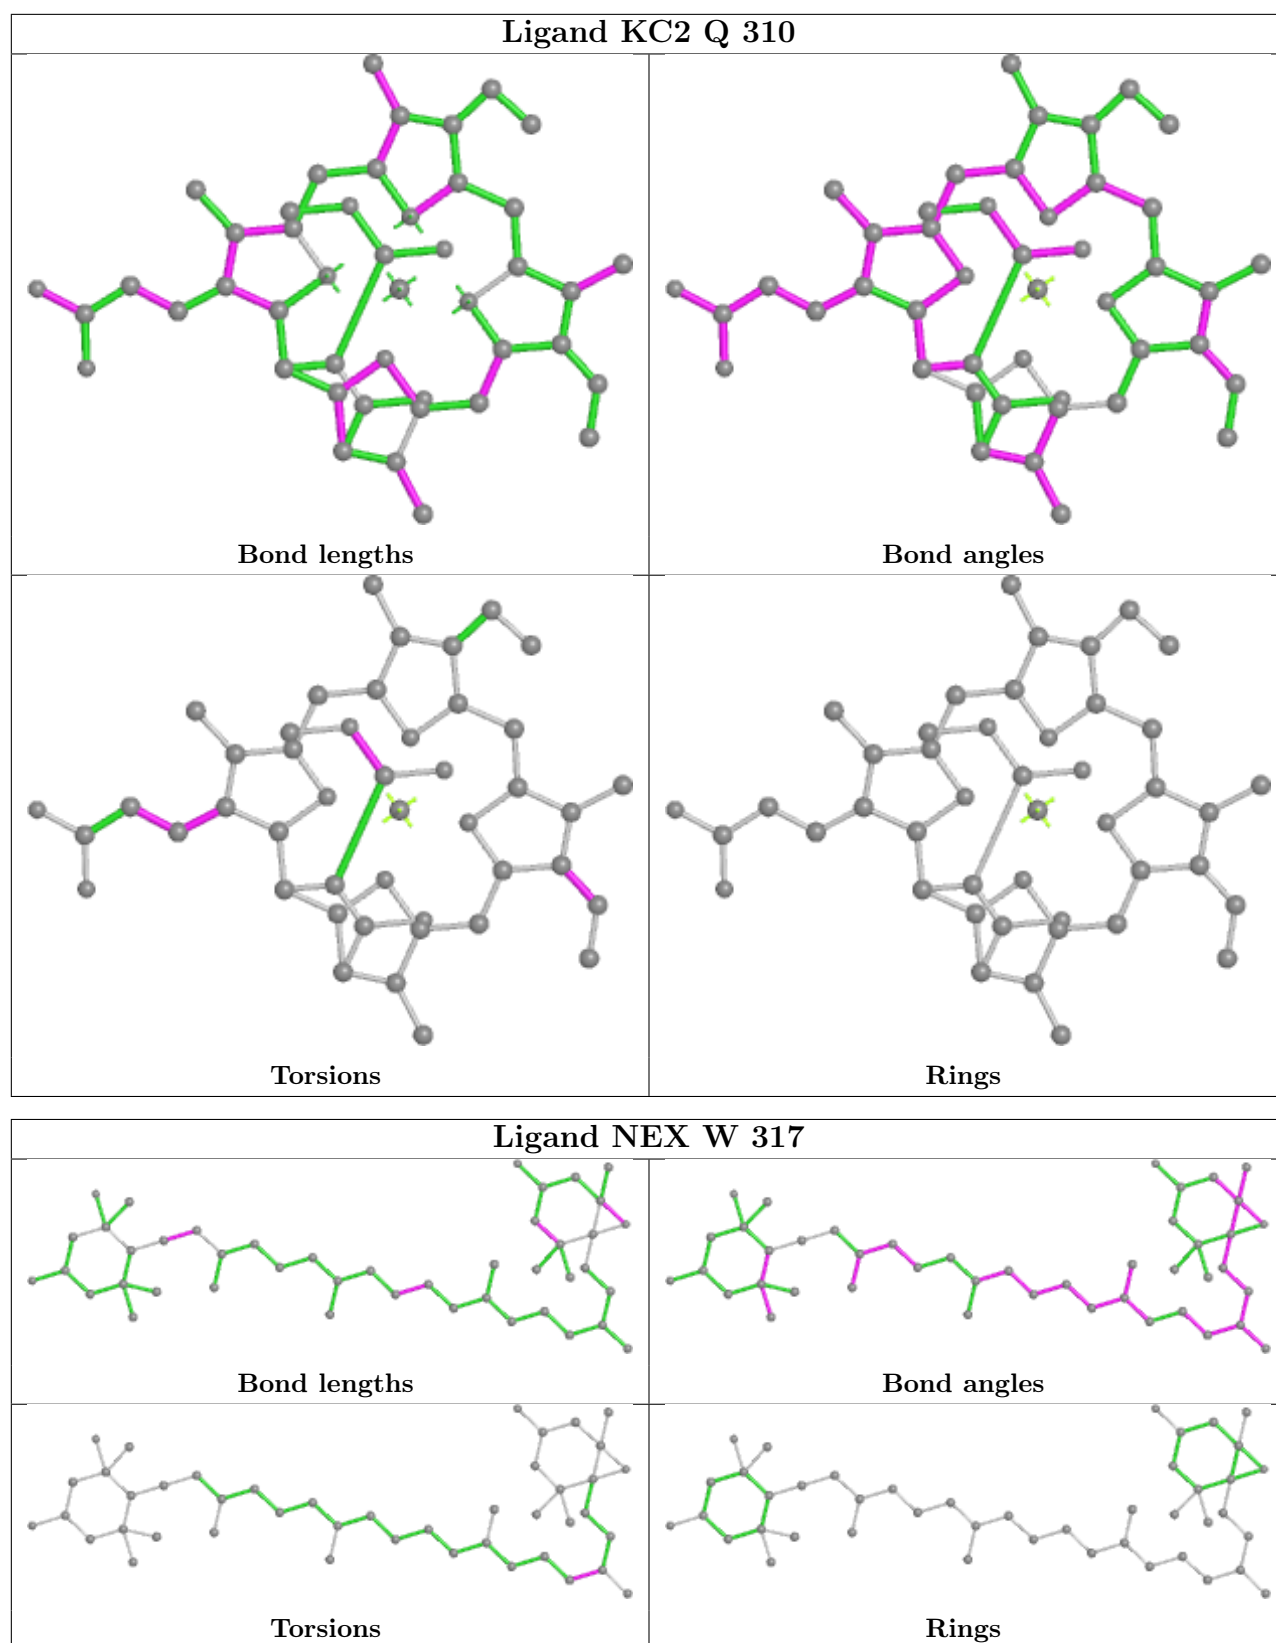 Ligand KC2 Q 310
Bond lengths
Bond angles
Torsions
Rings
Ligand NEX W 317
Bond lengths
Bond angles
Torsions
Rings